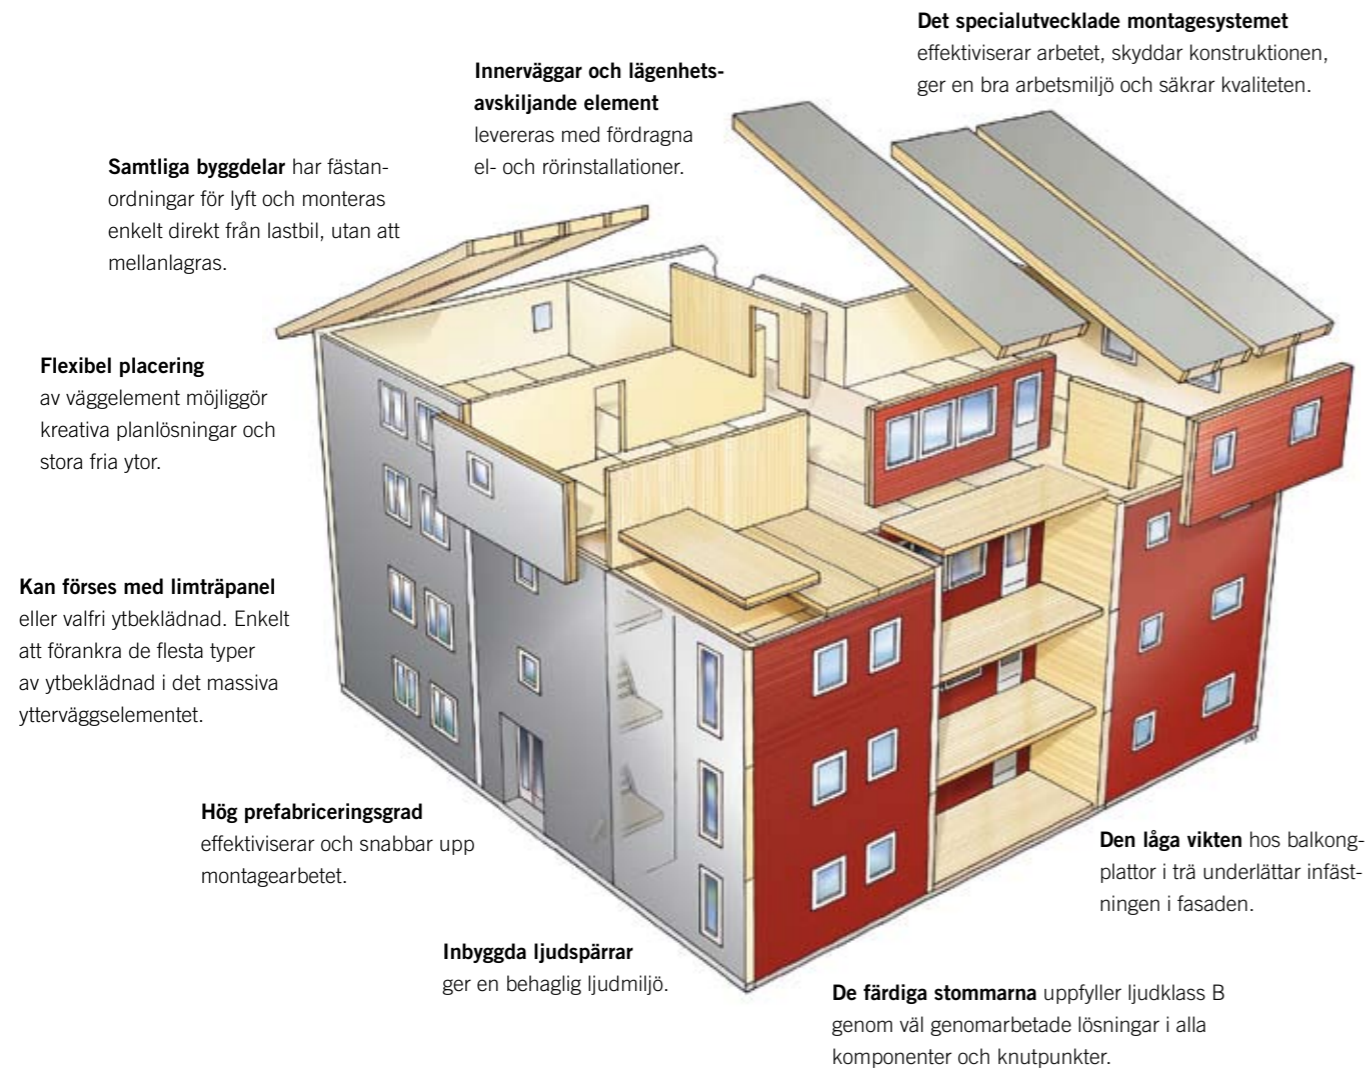 Det specialutvecklade montagesystemet
effektiviserar arbetet, skyddar konstruktionen,
ger en bra arbetsmiljö och säkrar kvaliteten.
Innerväggar och lägenhets-
avskiljande element
levereras med fördragna
el- och rörinstallationer.
Samtliga byggdelar har fästan-
ordningar för lyft och monteras
enkelt direkt från lastbil, utan att
mellanlagras.
Flexibel placering
av väggelement möjliggör
kreativa planlösningar och
stora fria ytor.
Kan förses med limträpanel
eller valfri ytbeklädnad. Enkelt
att förankra de flesta typer
av ytbeklädnad i det massiva
ytterväggselementet.
Hög prefabriceringsgrad
effektiviserar och snabbar upp
montagearbetet.
Den låga vikten hos balkong-
plattor i trä underlättar infäst-
ningen i fasaden.
Inbyggda ljudspärrar
ger en behaglig ljudmiljö.
De färdiga stommarna uppfyller ljudklass B
genom väl genomarbetade lösningar i alla
komponenter och knutpunkter.